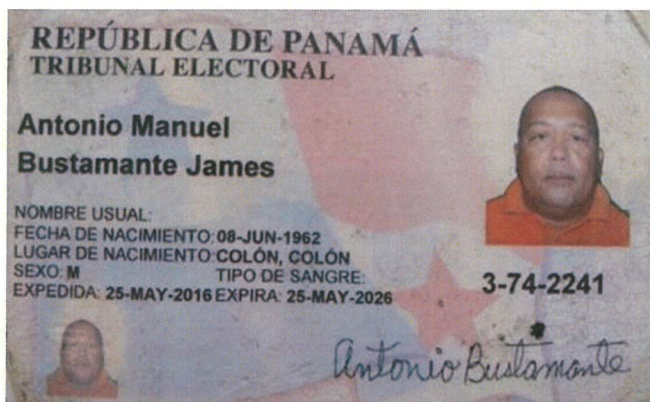 REPÚBLICA DE PANAMÁ
TRIBUNAL ELECTORAL
Antonio Manuel
Bustamante James
NOMBRE USUAL:
FECHA DE NACIMIENTO: 08-JUN-1962
LUGAR DE NACIMIENTO: COLÓN, COLÓN
SEXO: M TIPO DE SANGRE:
EXPEDIDA: 25-MAY-2016 EXPIRA: 25-MAY-2026
3-74-2241
Antonio Bustamante